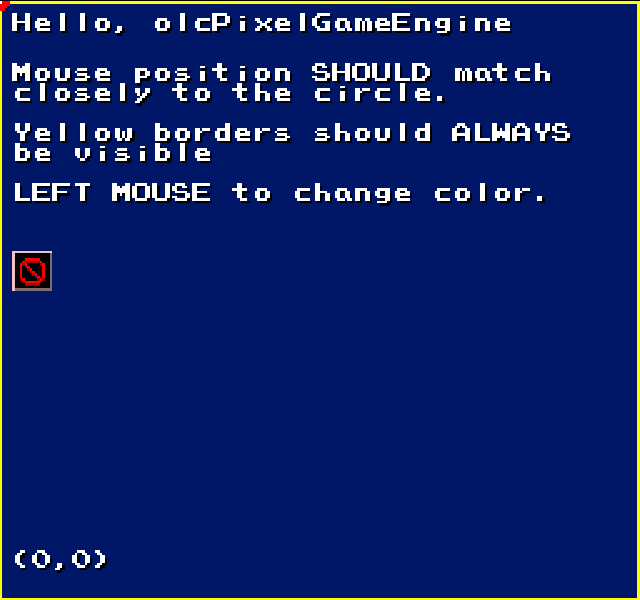 Hello, olcPixelGameEngine
Mouse position SHOULD match
closely to the circle.
Yellow borders should ALWAYS
be visible
LEFT MOUSE to change color.
(0,0)